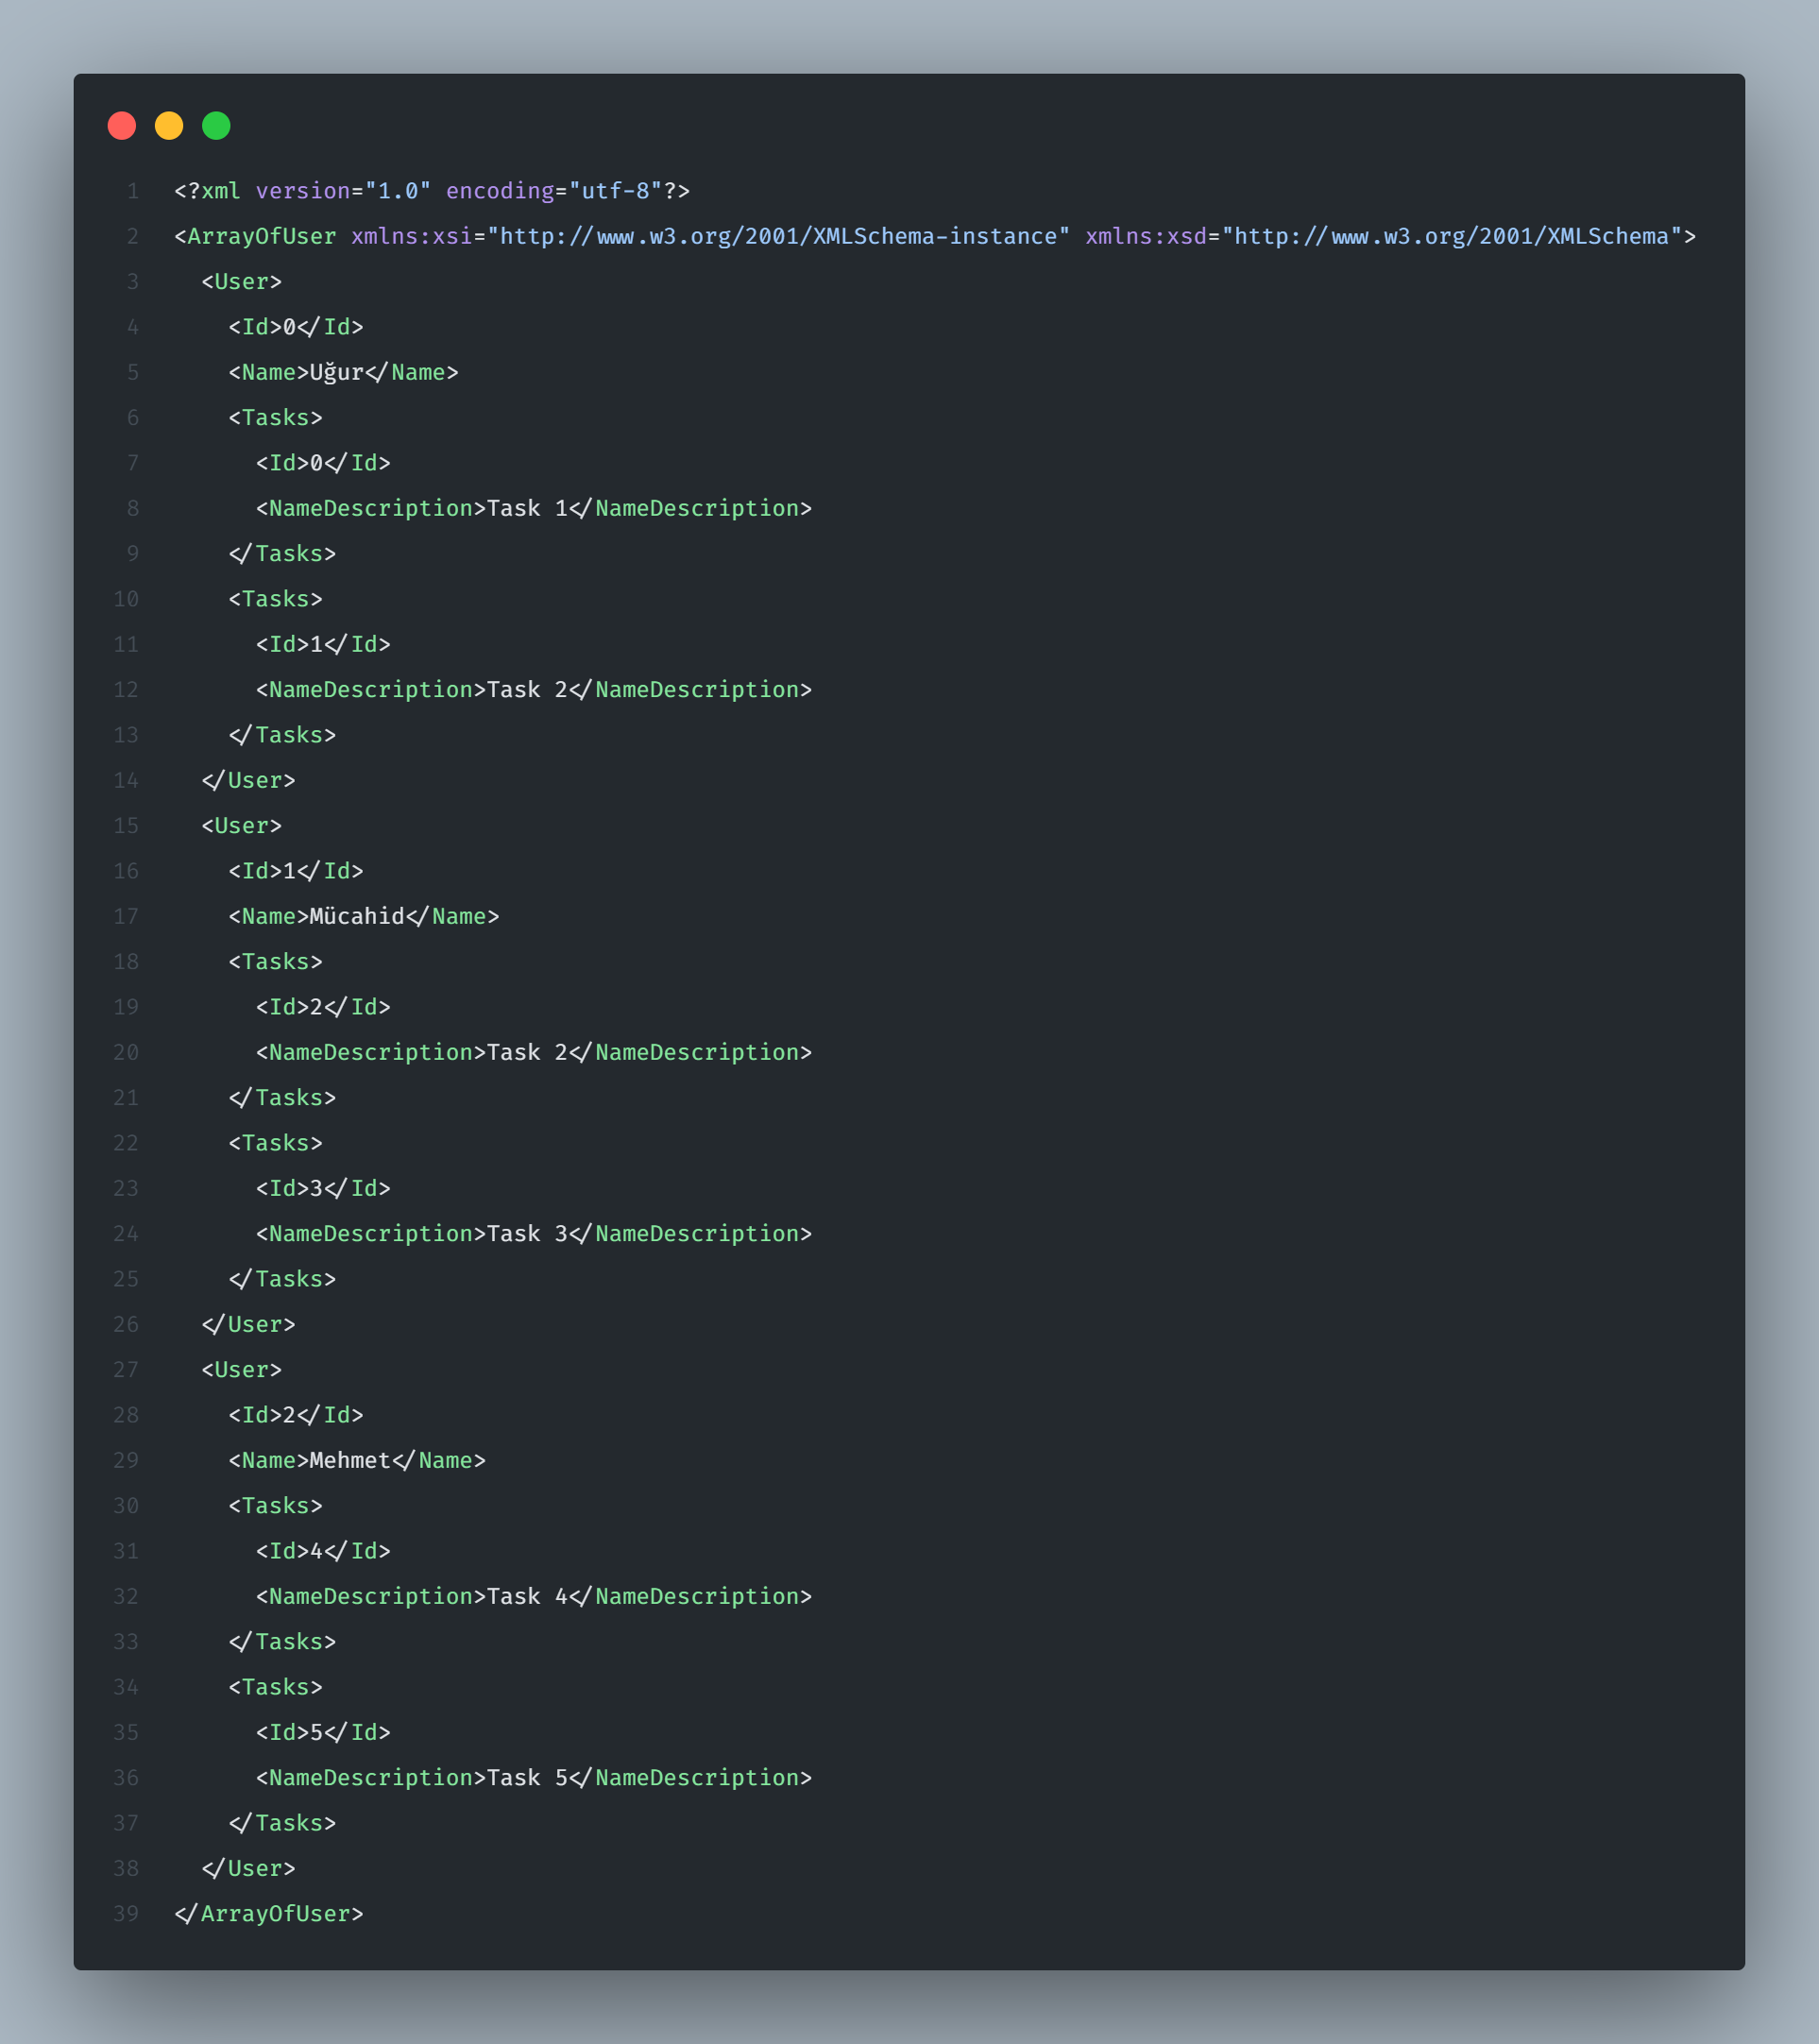 1 <?xml version="1.0" encoding="utf-8"?>
2 <ArrayOfUser xmlns:xsi="http://www.w3.org/2001/XMLSchema-instance" xmlns:xsd="http://www.w3.org/2001/XMLSchema">
3   <User>
4     <Id>0</Id>
5     <Name>Uğur</Name>
6     <Tasks>
7       <Id>0</Id>
8       <NameDescription>Task 1</NameDescription>
9     </Tasks>
10     <Tasks>
11       <Id>1</Id>
12       <NameDescription>Task 2</NameDescription>
13     </Tasks>
14   </User>
15   <User>
16     <Id>1</Id>
17     <Name>Mücahid</Name>
18     <Tasks>
19       <Id>2</Id>
20       <NameDescription>Task 2</NameDescription>
21     </Tasks>
22     <Tasks>
23       <Id>3</Id>
24       <NameDescription>Task 3</NameDescription>
25     </Tasks>
26   </User>
27   <User>
28     <Id>2</Id>
29     <Name>Mehmet</Name>
30     <Tasks>
31       <Id>4</Id>
32       <NameDescription>Task 4</NameDescription>
33     </Tasks>
34     <Tasks>
35       <Id>5</Id>
36       <NameDescription>Task 5</NameDescription>
37     </Tasks>
38   </User>
39 </ArrayOfUser>